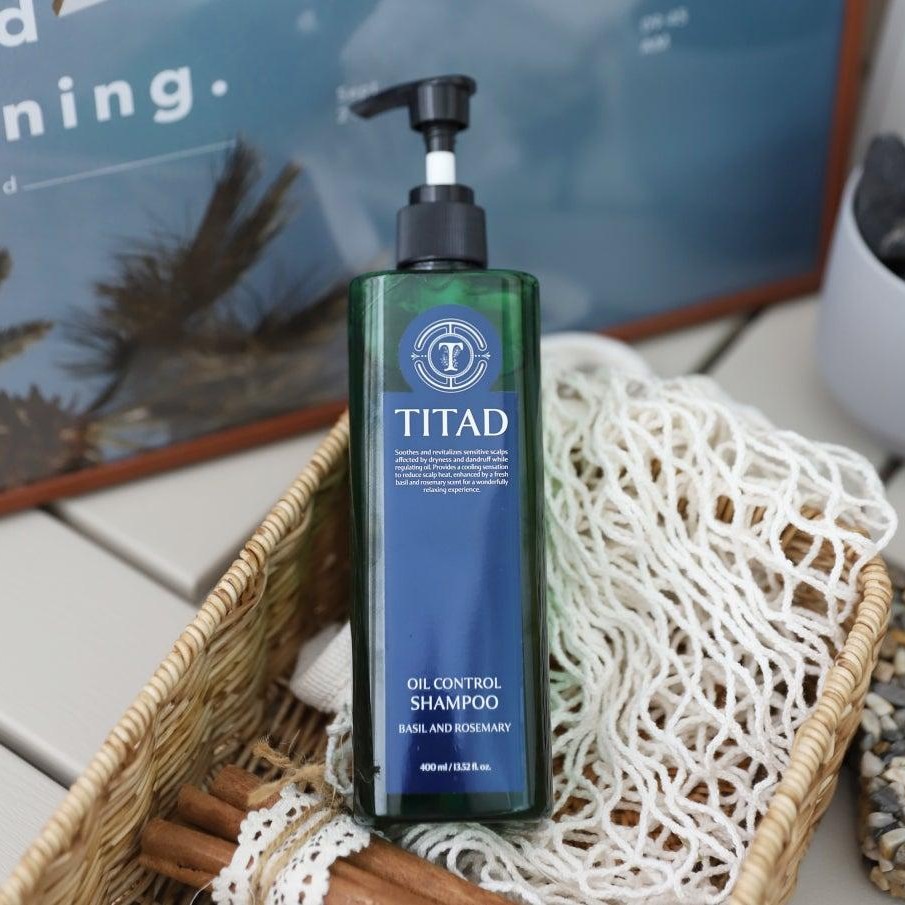 d
ning.
d
T
TITAD
Soothes and revitalizes sensitive scalps
affected by dryness and dandruff while
regulating oil. Provides a cooling sensation
to reduce scalp heat, enhanced by a fresh
basil and rosemary scent for a wonderfully
relaxing experience.
OIL CONTROL
SHAMPOO
BASIL AND ROSEMARY
400 ml / 13.52 fl. oz.